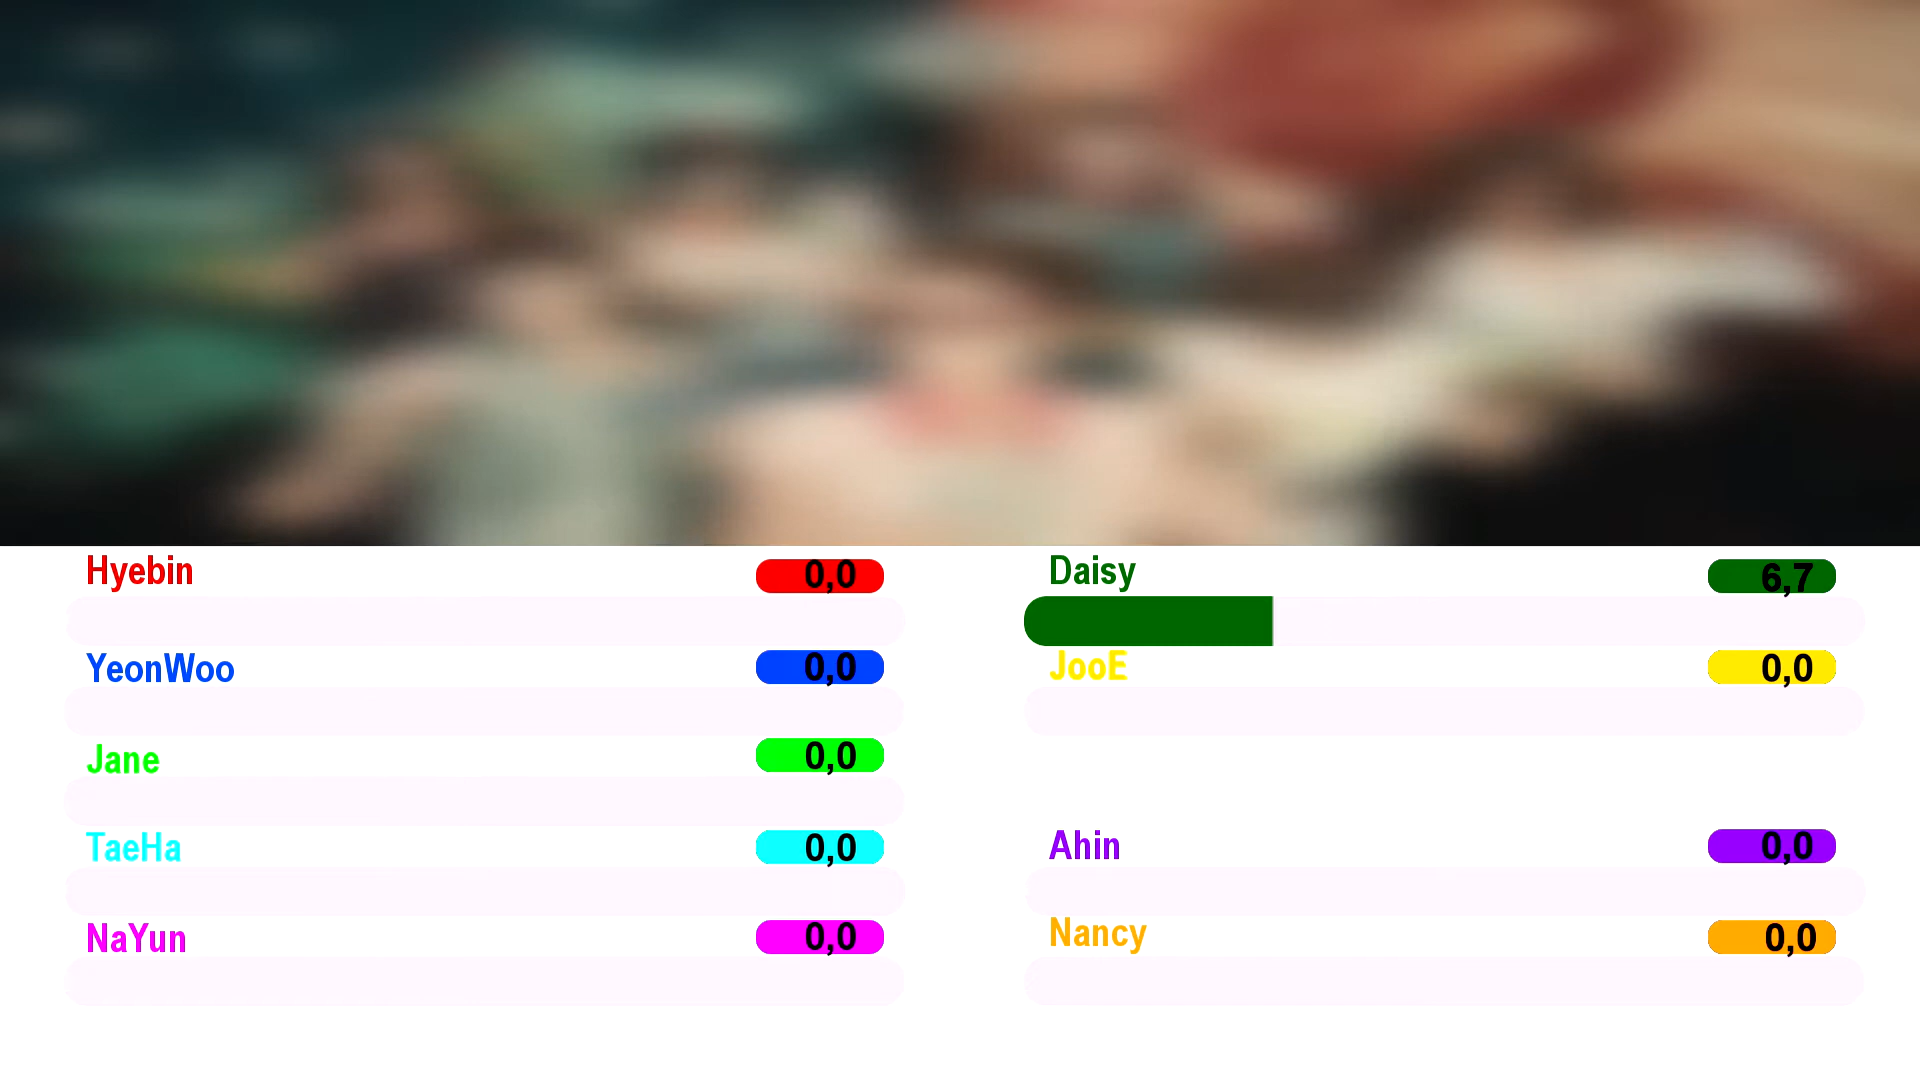 Hyebin 0,0
Daisy 6,7
YeonWoo 0,0
JooE 0,0
Jane 0,0
TaeHa 0,0
Ahin 0,0
NaYun 0,0
Nancy 0,0